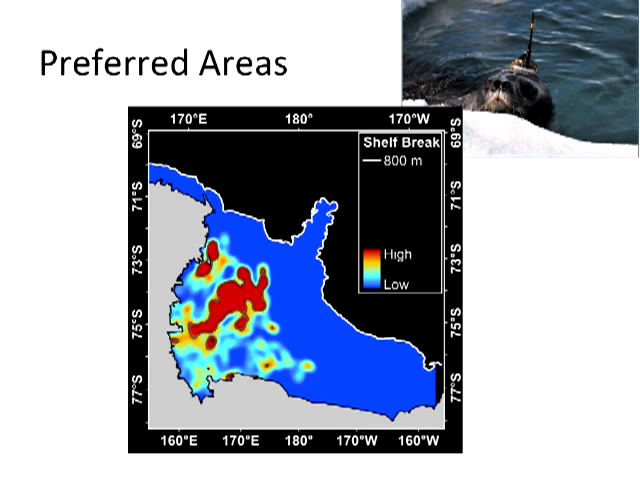 Preferred Areas
170°E 180° 170°W
69°S 69°S
Shelf Break
800 m
71°S 71°S
73°S 73°S
High
Low
75°S 75°S
77°S 77°S
160°E 170°E 180° 170°W 160°W